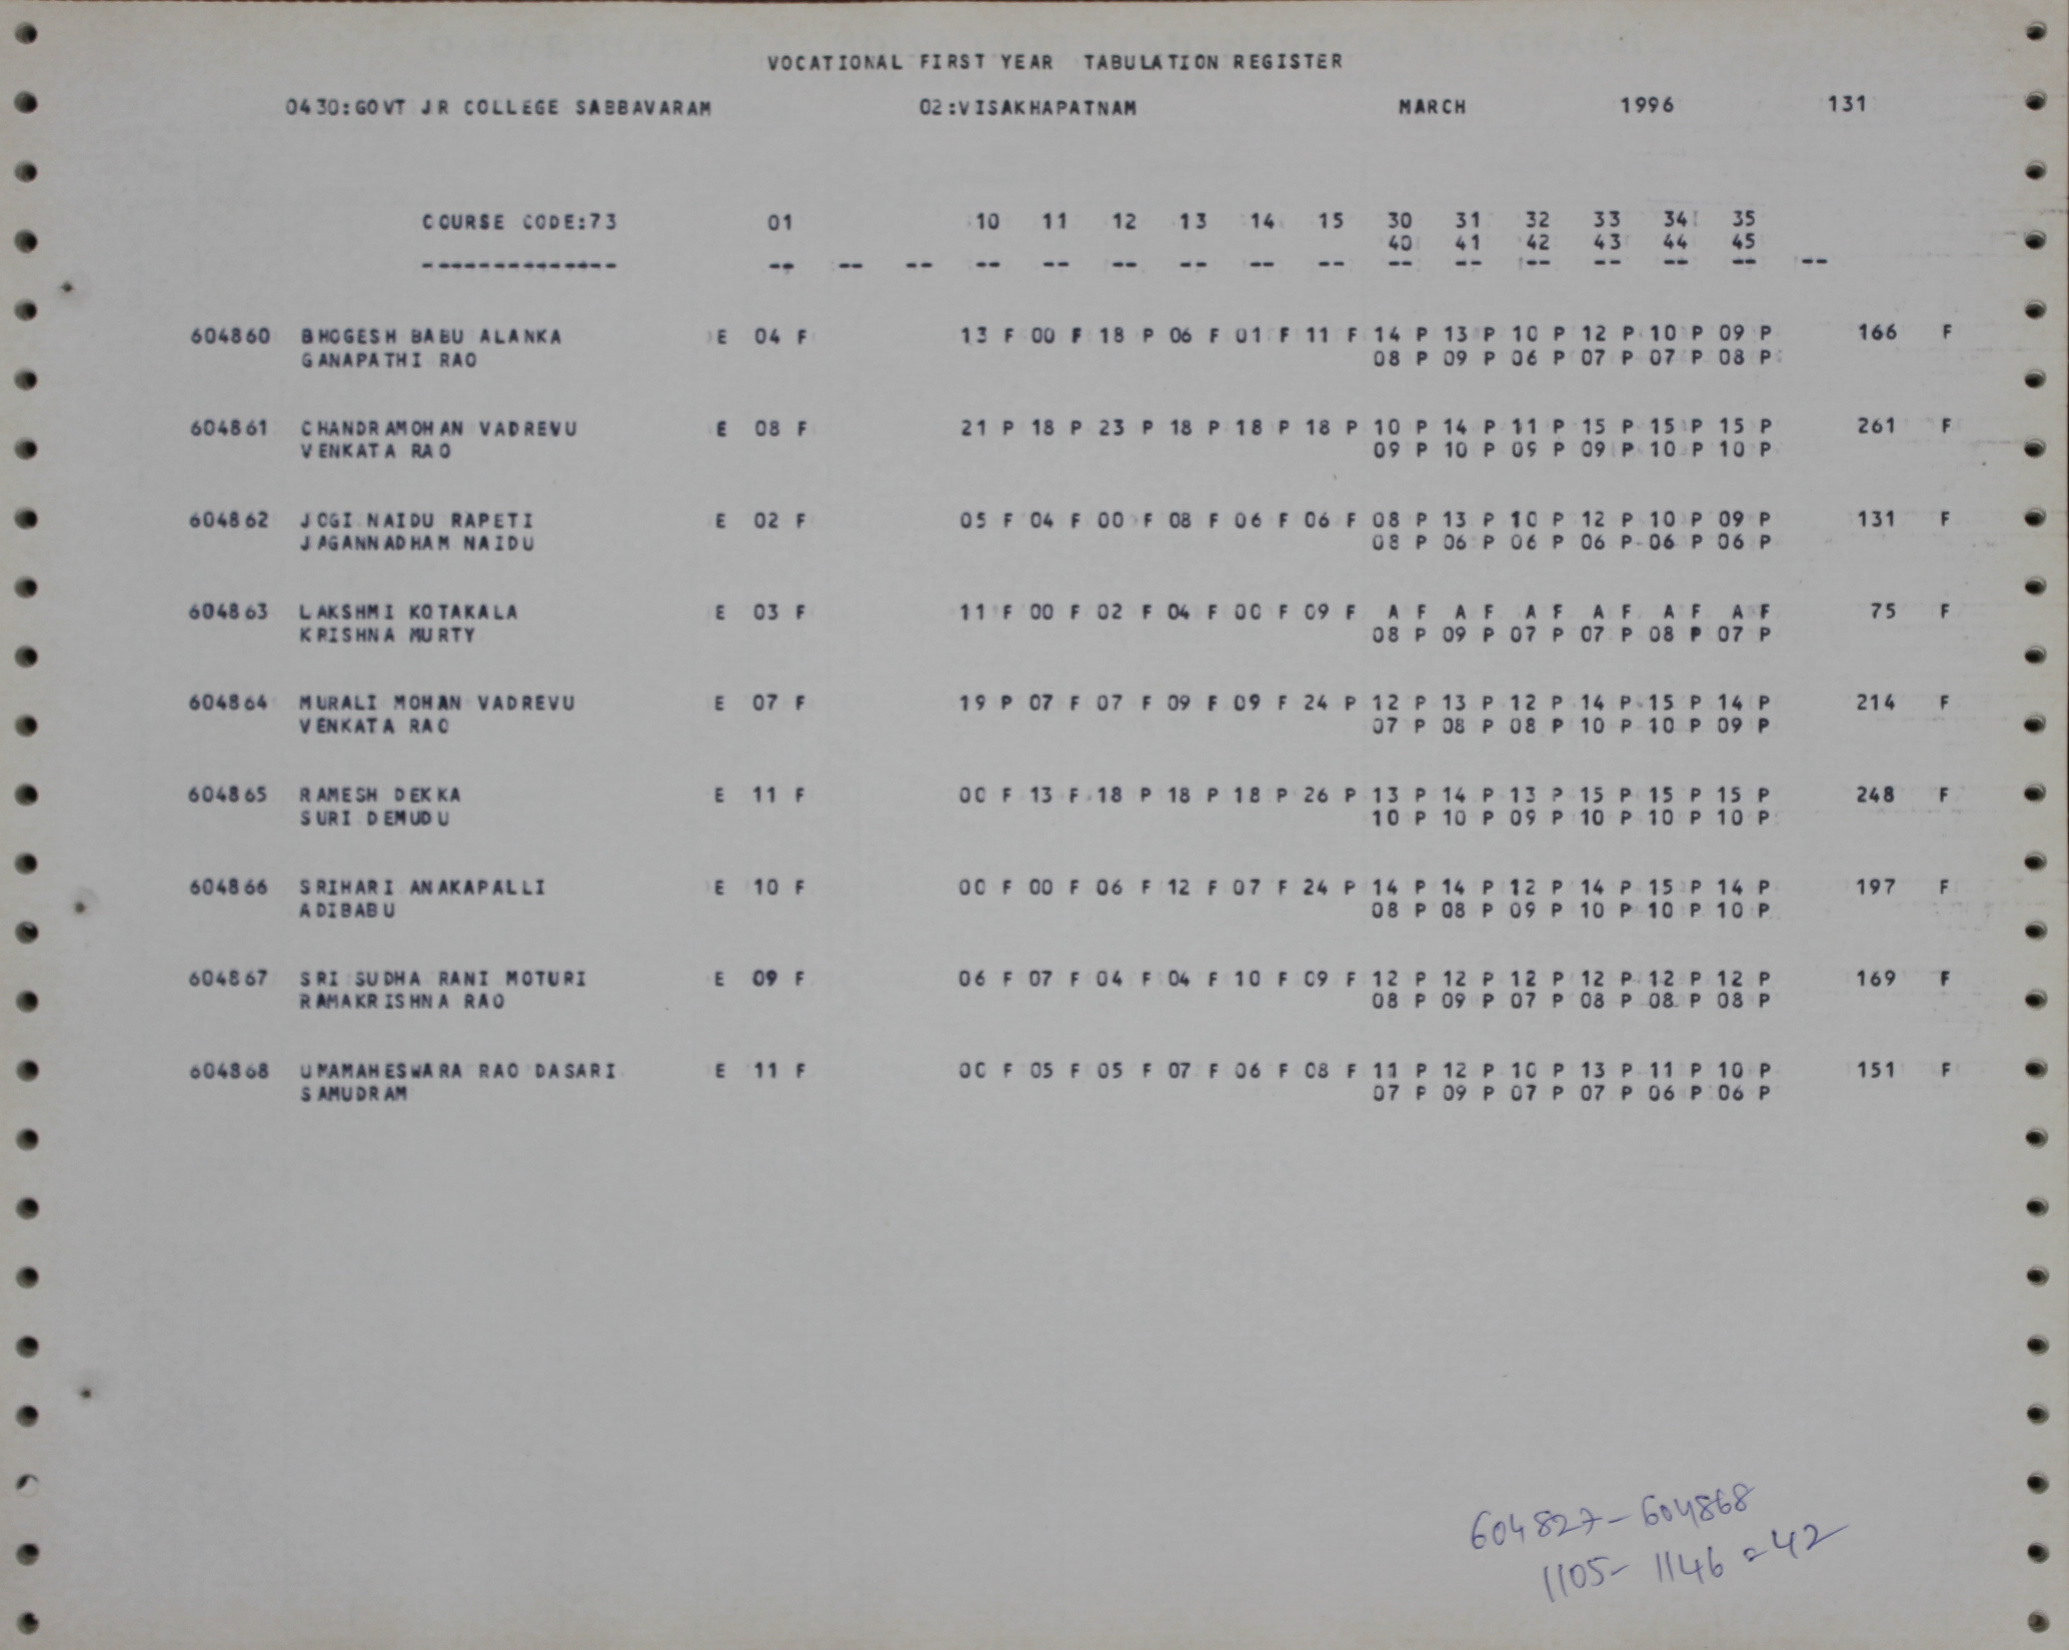 VOCATIONAL FIRST YEAR TABULATION REGISTER
0430:GOVT JR COLLEGE SABBAVARAM 02:VISAKHAPATNAM MARCH 1996 131
COURSE CODE:73 01 10 11 12 13 14 15 30 31 32 33 34 35
40 41 42 43 44 45
-------------- -- -- -- -- -- -- -- -- -- -- -- -- -- -- -- --
604860 BHOGESH BABU ALANKA E 04 F 13 F 00 F 18 P 06 F 01 F 11 F 14 P 13 P 10 P 12 P 10 P 09 P 166 F
GANAPATHI RAO 08 P 09 P 06 P 07 P 07 P 08 P
604861 CHANDRAMOHAN VADREVU E 08 F 21 P 18 P 23 P 18 P 18 P 18 P 10 P 14 P 11 P 15 P 15 P 15 P 261 F
VENKATA RAO 09 P 10 P 09 P 09 P 10 P 10 P
604862 JOGI NAIDU RAPETI E 02 F 05 F 04 F 00 F 08 F 06 F 06 F 08 P 13 P 10 P 12 P 10 P 09 P 131 F
JAGANNADHAM NAIDU 08 P 06 P 06 P 06 P 06 P 06 P
604863 LAKSHMI KOTAKALA E 03 F 11 F 00 F 02 F 04 F 00 F 09 F A F A F A F A F A F A F 75 F
KRISHNA MURTY 08 P 09 P 07 P 07 P 08 P 07 P
604864 MURALI MOHAN VADREVU E 07 F 19 P 07 F 07 F 09 F 09 F 24 P 12 P 13 P 12 P 14 P 15 P 14 P 214 F
VENKATA RAO 07 P 08 P 08 P 10 P 10 P 09 P
604865 RAMESH DEKKA E 11 F 00 F 13 F 18 P 18 P 18 P 26 P 13 P 14 P 13 P 15 P 15 P 15 P 248 F
SURI DEMUDU 10 P 10 P 09 P 10 P 10 P 10 P
604866 SRIHARI ANAKAPALLI E 10 F 00 F 00 F 06 F 12 F 07 F 24 P 14 P 14 P 12 P 14 P 15 P 14 P 197 F
ADIBABU 08 P 08 P 09 P 10 P 10 P 10 P
604867 SRI SUDHA RANI MOTURI E 09 F 06 F 07 F 04 F 04 F 10 F 09 F 12 P 12 P 12 P 12 P 12 P 12 P 169 F
RAMAKRISHNA RAO 08 P 09 P 07 P 08 P 08 P 08 P
604868 UMAMAHESWARA RAO DASARI E 11 F 00 F 05 F 05 F 07 F 06 F 08 F 11 P 12 P 10 P 13 P 11 P 10 P 151 F
SAMUDRAM 07 P 09 P 07 P 07 P 06 P 06 P
604827-604868
1105-1146=42